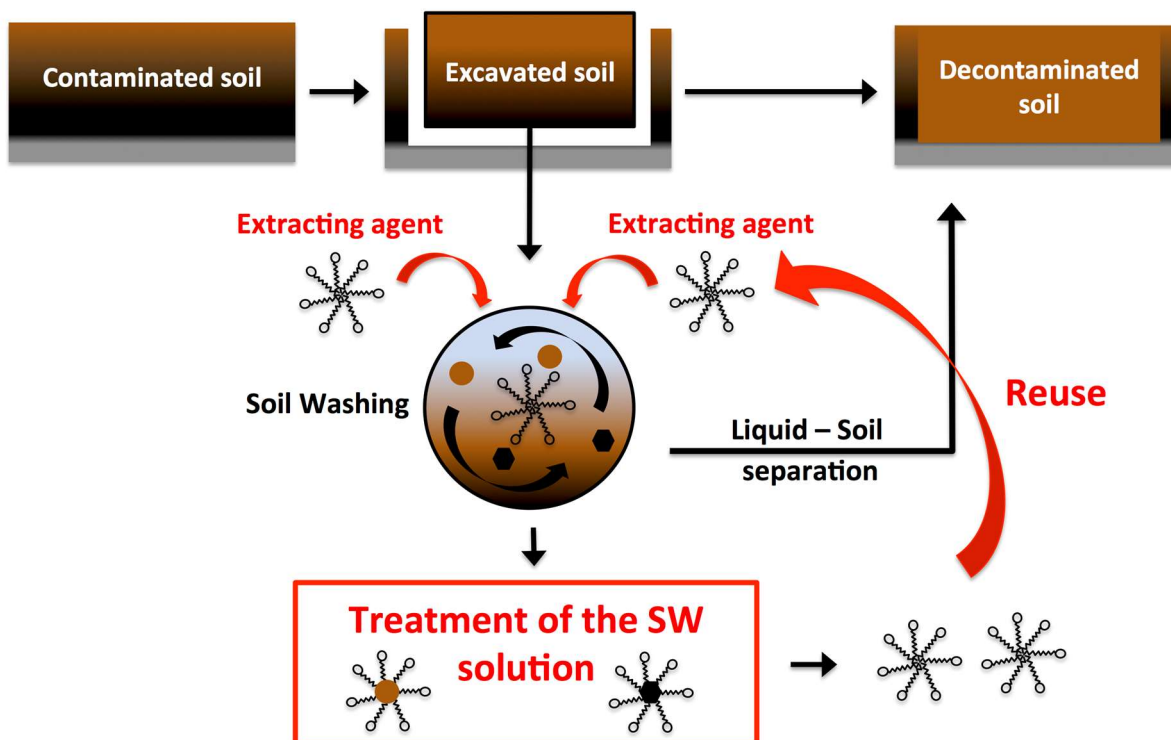 Contaminated soil
Excavated soil
Decontaminated
soil
Extracting agent
Extracting agent
Soil Washing
Liquid – Soil
separation
Reuse
Treatment of the SW
solution